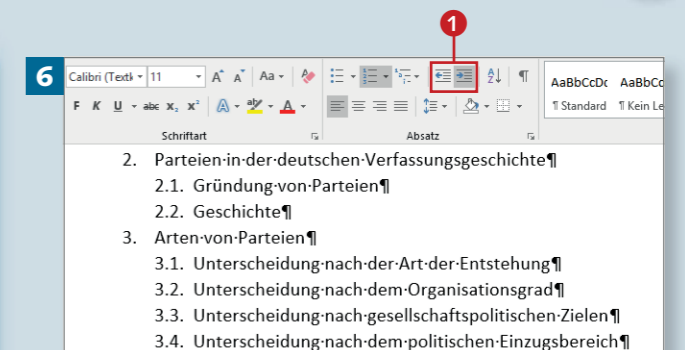 1
6
Calibri (Textk 11 A A Aa
F K U abc X₂ X² A aby A
AaBbCcDc AaBbCc
¶ Standard ¶ Kein Le
Schriftart Absatz
2. Parteien·in·der·deutschen·Verfassungsgeschichte¶
2.1. Gründung·von·Parteien¶
2.2. Geschichte¶
3. Arten·von·Parteien¶
3.1. Unterscheidung·nach·der·Art·der·Entstehung¶
3.2. Unterscheidung·nach·dem·Organisationsgrad¶
3.3. Unterscheidung·nach·gesellschaftspolitischen·Zielen¶
3.4. Unterscheidung·nach·dem·politischen·Einzugsbereich¶